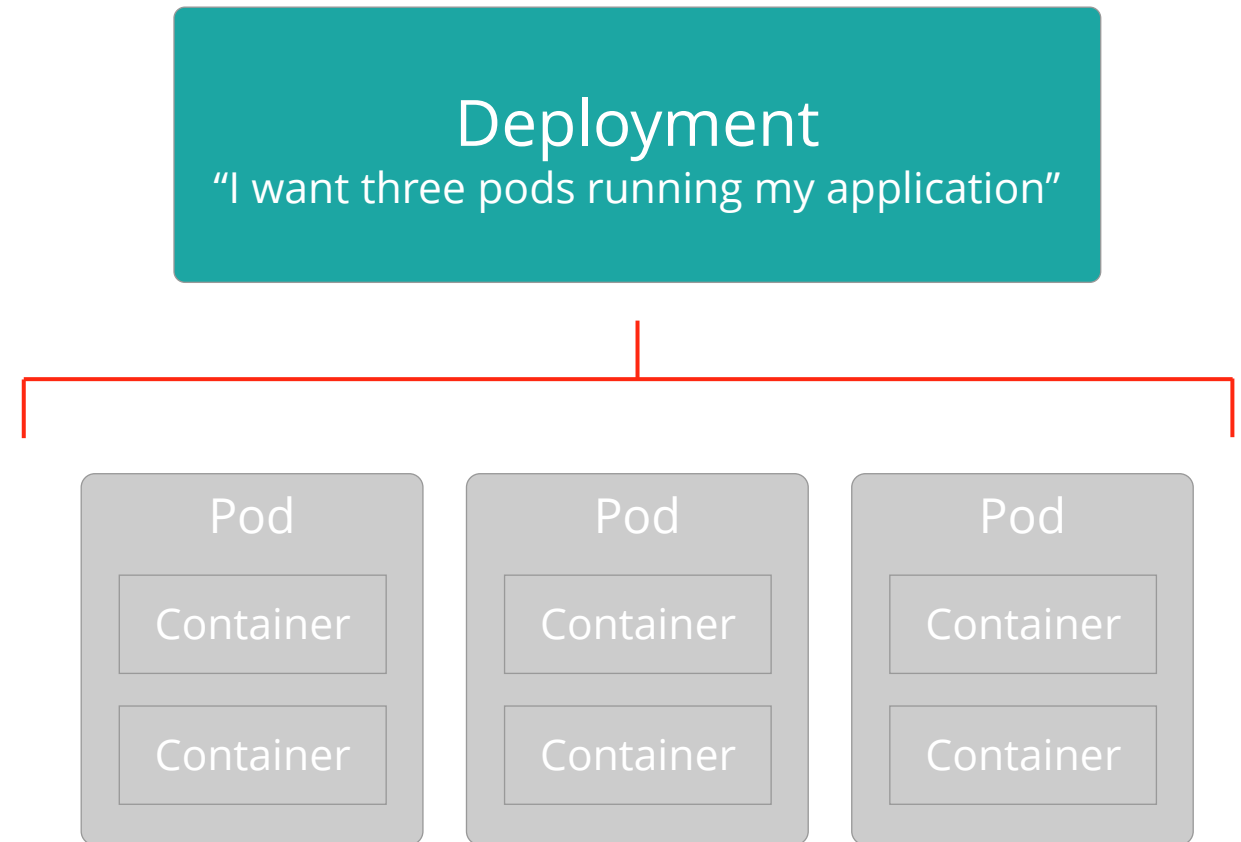 Deployment
“I want three pods running my application”
Pod Pod Pod
Container Container Container
Container Container Container